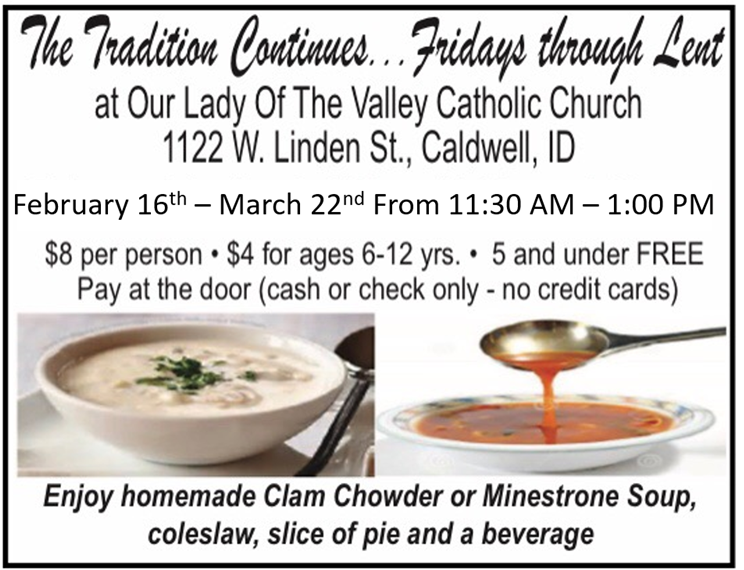 The Tradition Continues...Fridays through Lent
at Our Lady Of The Valley Catholic Church
1122 W. Linden St., Caldwell, ID
February 16th – March 22nd From 11:30 AM – 1:00 PM
$8 per person • $4 for ages 6-12 yrs. • 5 and under FREE
Pay at the door (cash or check only - no credit cards)
Enjoy homemade Clam Chowder or Minestrone Soup,
coleslaw, slice of pie and a beverage